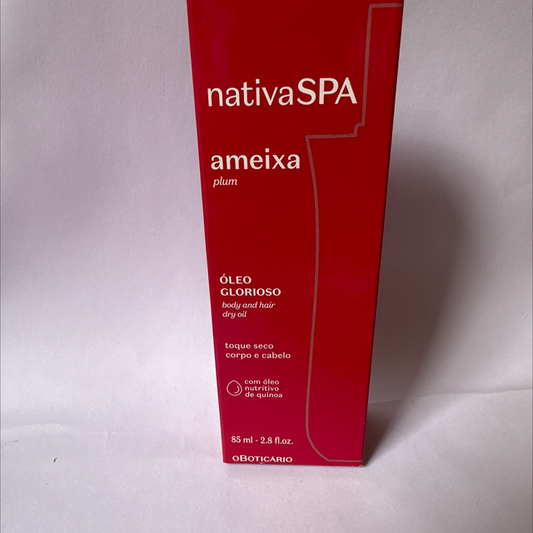 nativaSPA
ameixa
plum
ÓLEO
GLORIOSO
body and hair
dry oil
toque seco
corpo e cabelo
com óleo
nutritivo
de quinoa
85 ml - 2.8 fl.oz.
oBOTICÁRIO